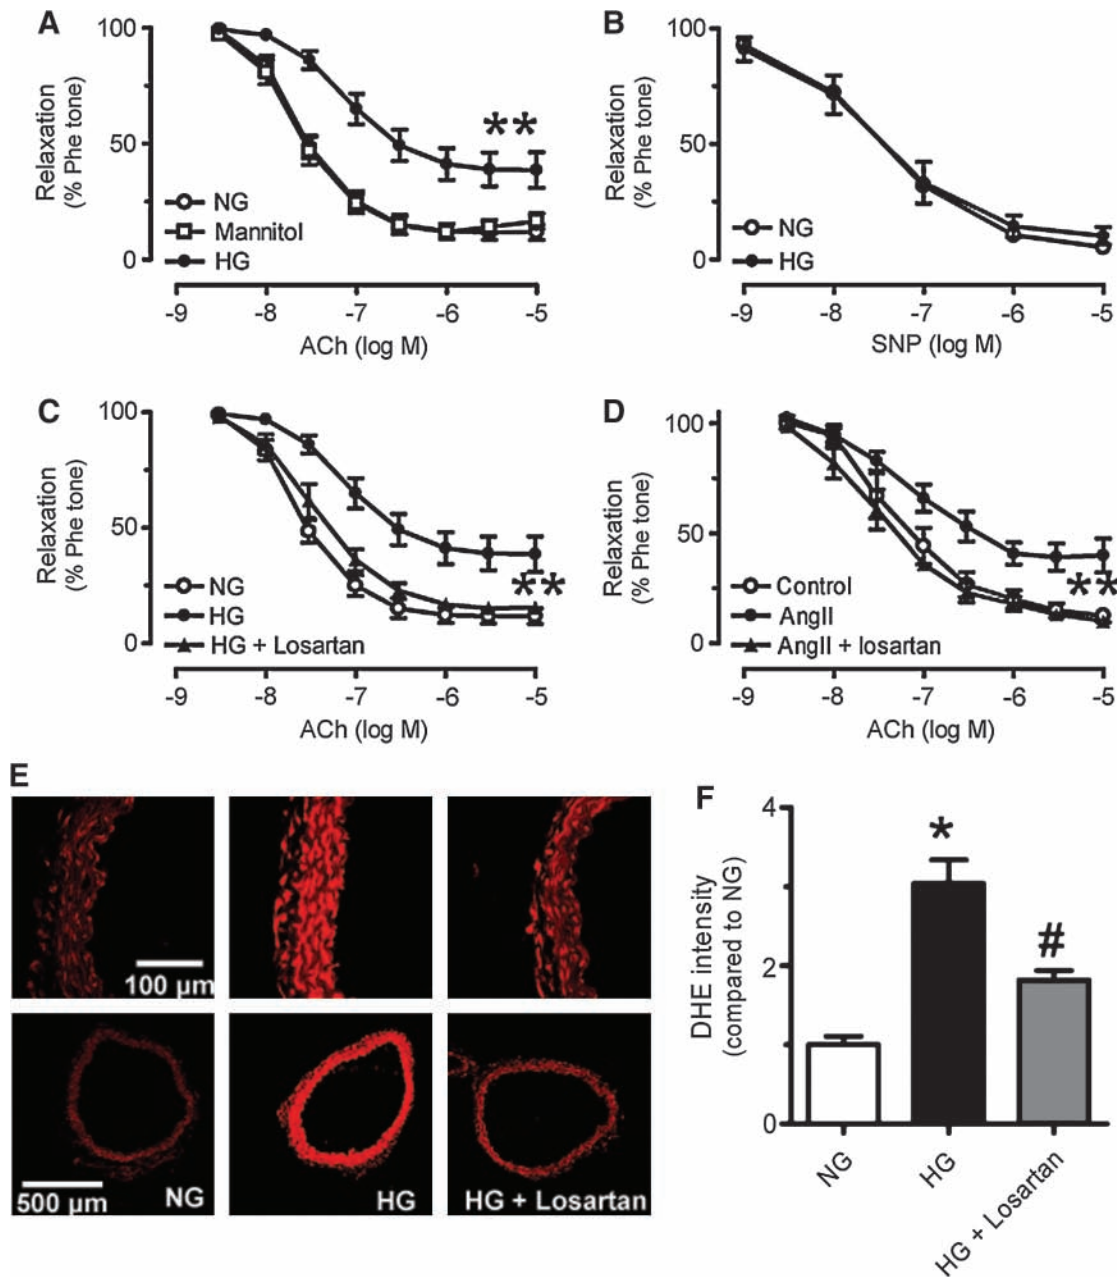 A
100
50
0
Relaxation
(% Phe tone)
**
NG
Mannitol
HG
-9 -8 -7 -6 -5
ACh (log M)
B
100
50
0
Relaxation
(% Phe tone)
NG
HG
-9 -8 -7 -6 -5
SNP (log M)
C
100
50
0
Relaxation
(% Phe tone)
**
NG
HG
HG + Losartan
-9 -8 -7 -6 -5
ACh (log M)
D
100
50
0
Relaxation
(% Phe tone)
**
Control
AngII
AngII + losartan
-9 -8 -7 -6 -5
ACh (log M)
E
100 µm
500 µm
NG
HG
HG + Losartan
F
4
2
0
DHE intensity
(compared to NG)
*
#
NG
HG
HG + Losartan